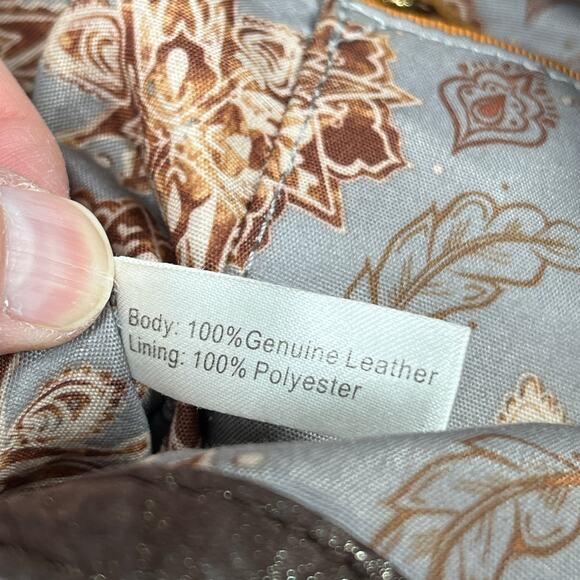 Body: 100%Genuine Leather
Lining: 100% Polyester